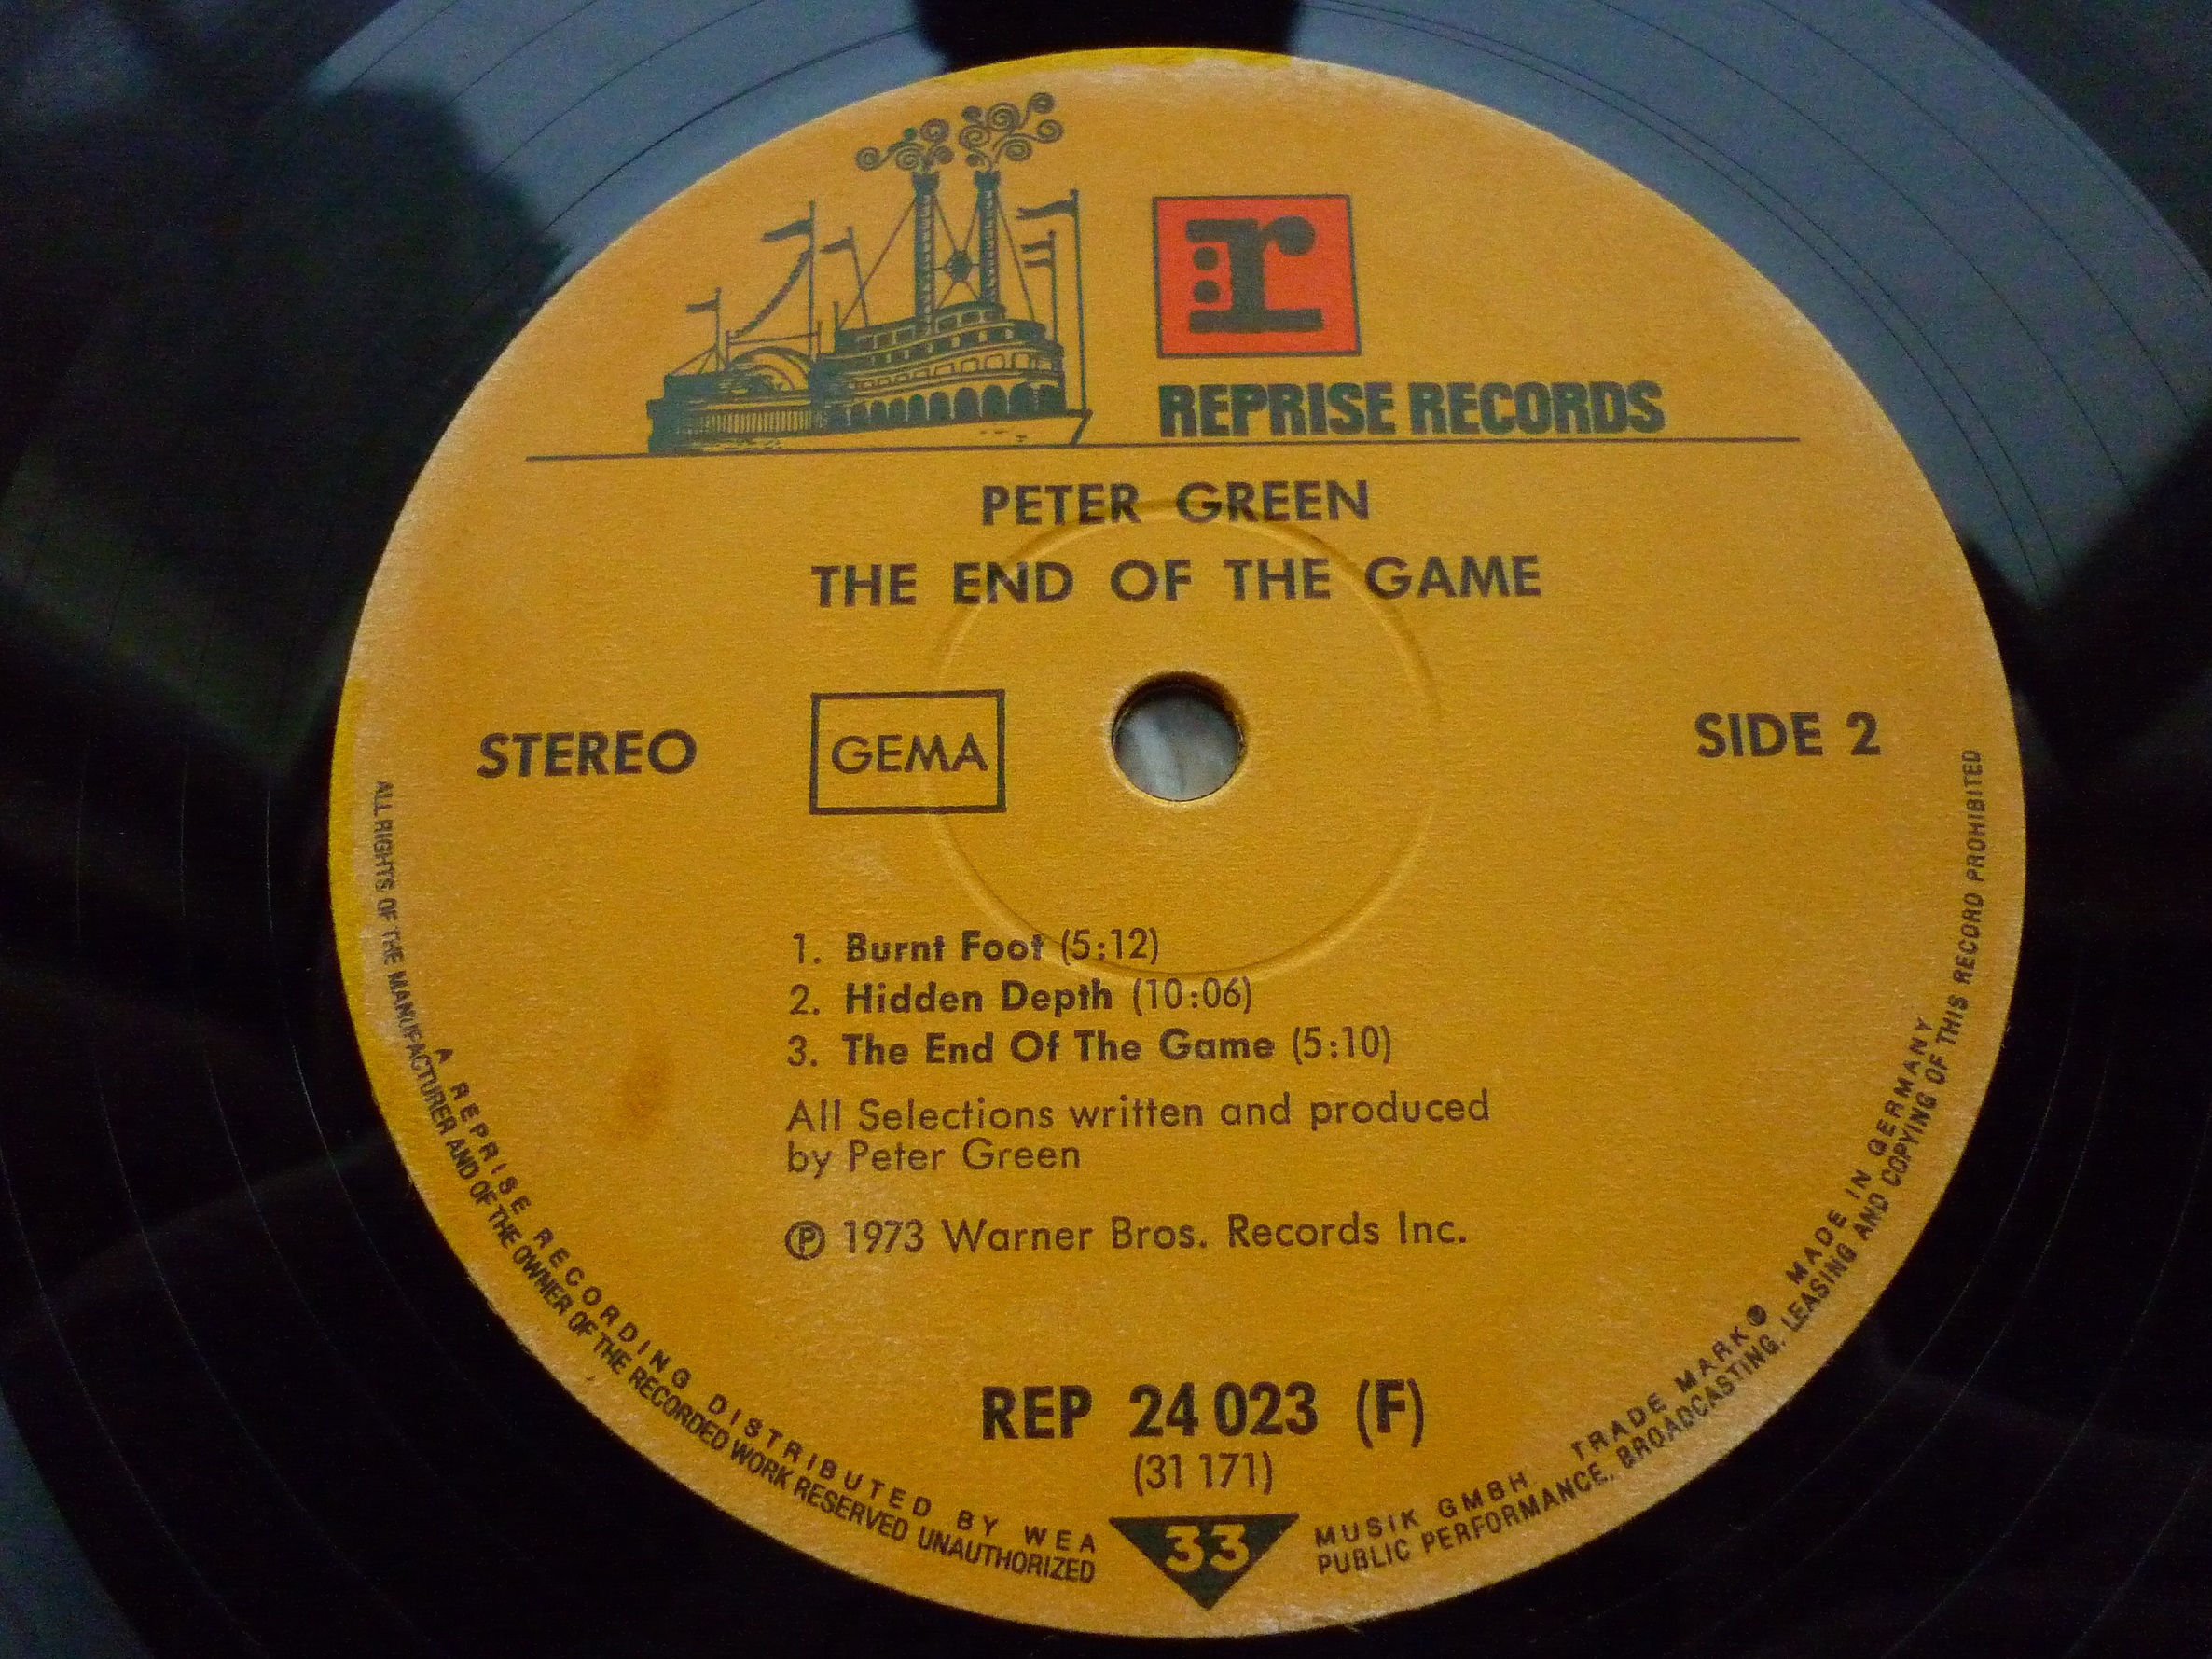 r
REPRISE RECORDS
PETER GREEN
THE END OF THE GAME
STEREO
GEMA
SIDE 2
1. Burnt Foot (5:12)
2. Hidden Depth (10:06)
3. The End Of The Game (5:10)
All Selections written and produced
by Peter Green
℗ 1973 Warner Bros. Records Inc.
REP 24 023 (F)
(31 171)
33
A REPRISE RECORDING DISTRIBUTED BY WEA MUSIK GMBH TRADE MARK ® MADE IN GERMANY
ALL RIGHTS OF THE MANUFACTURER AND OF THE OWNER OF THE RECORDED WORK RESERVED UNAUTHORIZED PUBLIC PERFORMANCE, BROADCASTING, LEASING AND COPYING OF THIS RECORD PROHIBITED